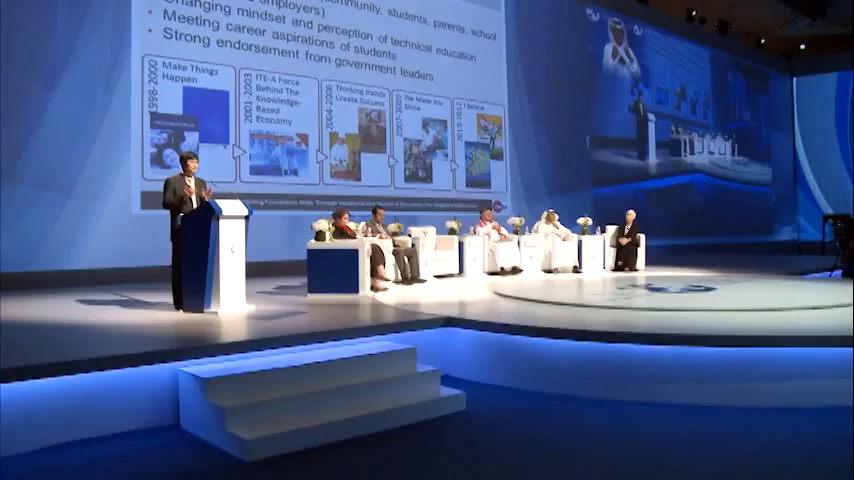 employers) (community, students, parents, school
• Changing mindset and perception of technical education
• Meeting career aspirations of students
• Strong endorsement from government leaders
1998-2000
Make Things
Happen
2001-2003
ITE-A Force
Behind The
Knowledge-
Based
Economy
2004-2006
Thinking Hands
Create Success
2007-2009
We Make You
Shine
2010-2012
I Believe